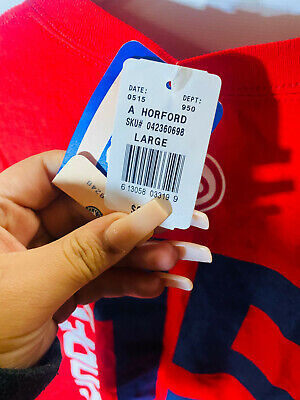 DATE:
0515
DEPT:
950
A HORFORD
SKU# 042360698
LARGE
6 13058 03319 9